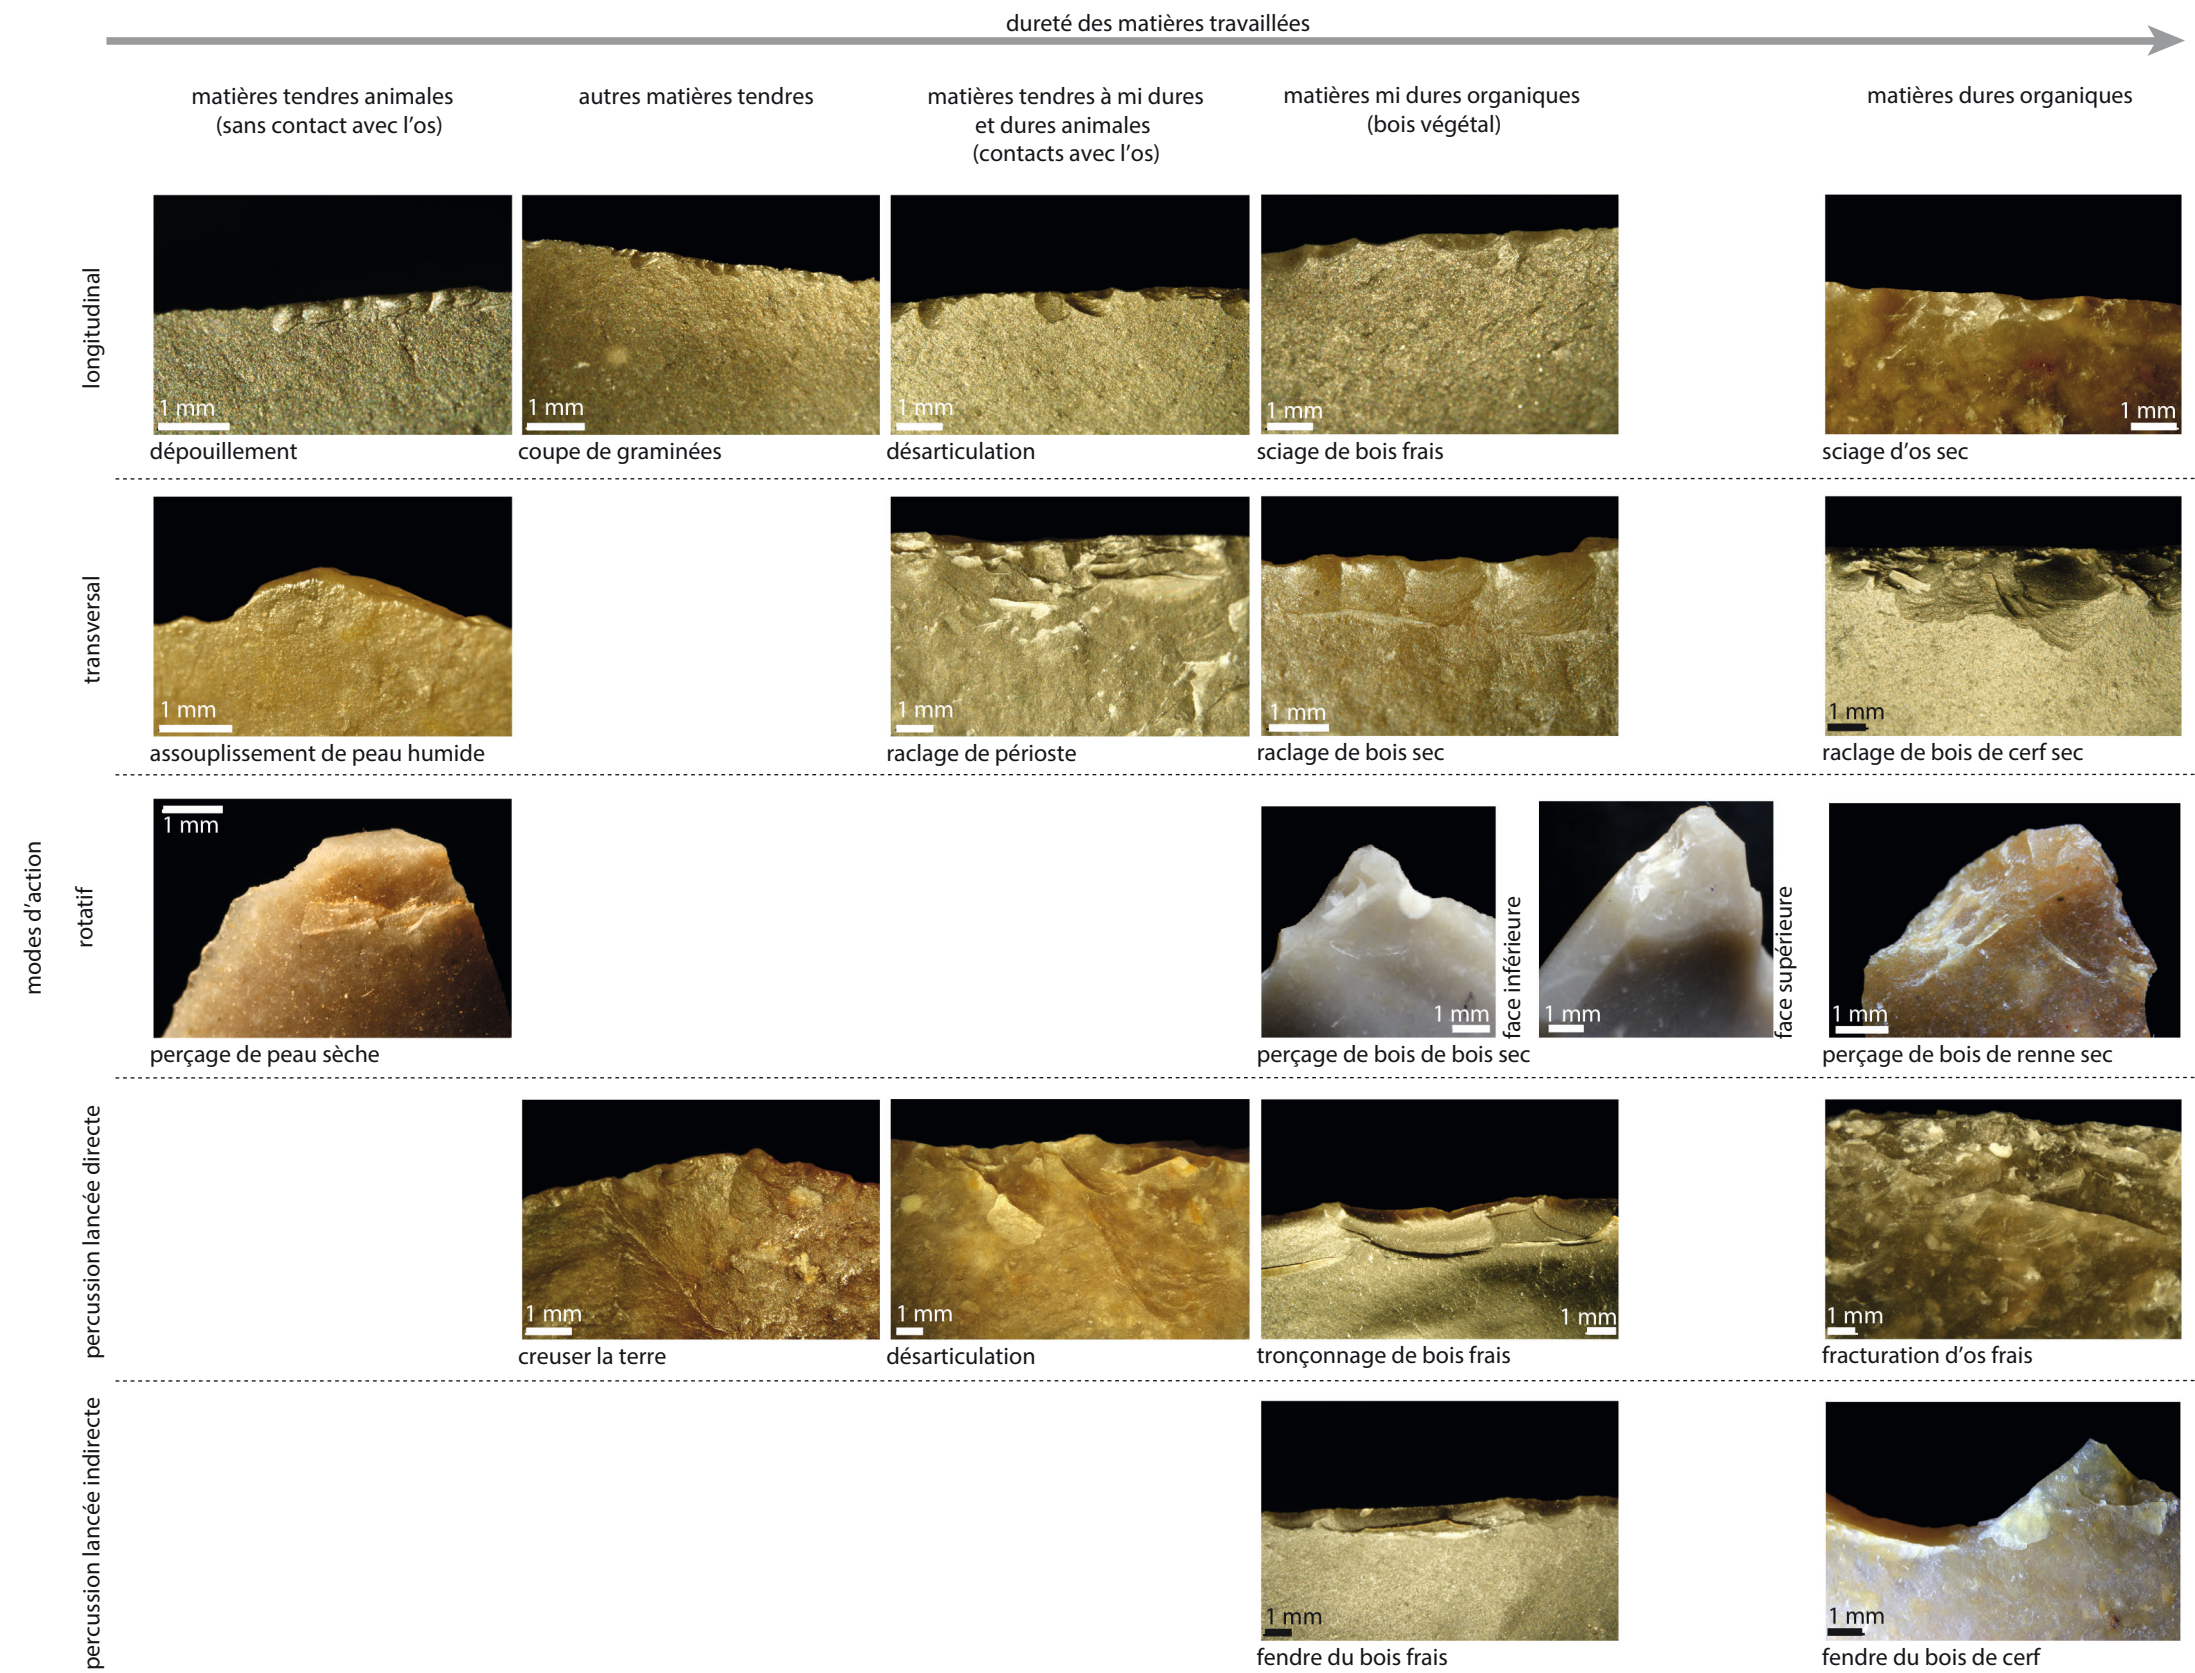 dureté des matières travaillées
matières tendres animales
(sans contact avec l'os)
autres matières tendres
matières tendres à mi dures
et dures animales
(contacts avec l'os)
matières mi dures organiques
(bois végétal)
matières dures organiques
modes d'action
longitudinal
1 mm
1 mm
1 mm
1 mm
1 mm
dépouillement
coupe de graminées
désarticulation
sciage de bois frais
sciage d'os sec
transversal
1 mm
1 mm
1 mm
1 mm
assouplissement de peau humide
raclage de périoste
raclage de bois sec
raclage de bois de cerf sec
rotatif
1 mm
1 mm
face inférieure
1 mm
face supérieure
1 mm
perçage de peau sèche
perçage de bois de bois sec
perçage de bois de renne sec
percussion lancée directe
1 mm
1 mm
1 mm
1 mm
creuser la terre
désarticulation
tronçonnage de bois frais
fracturation d'os frais
percussion lancée indirecte
1 mm
1 mm
fendre du bois frais
fendre du bois de cerf